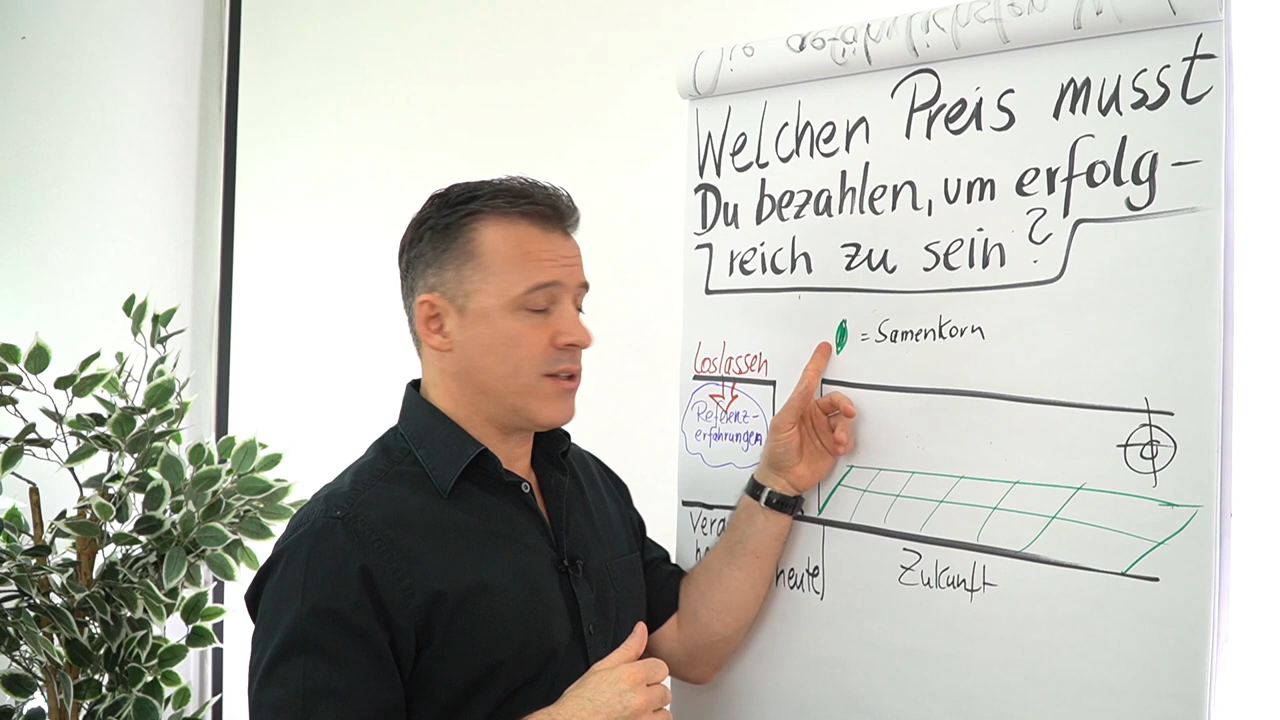 Welchen Preis musst
Du bezahlen, um erfolg-
reich zu sein?
= Samenkorn
Loslassen
Referenz-
erfahrungen
heute
Zukunft